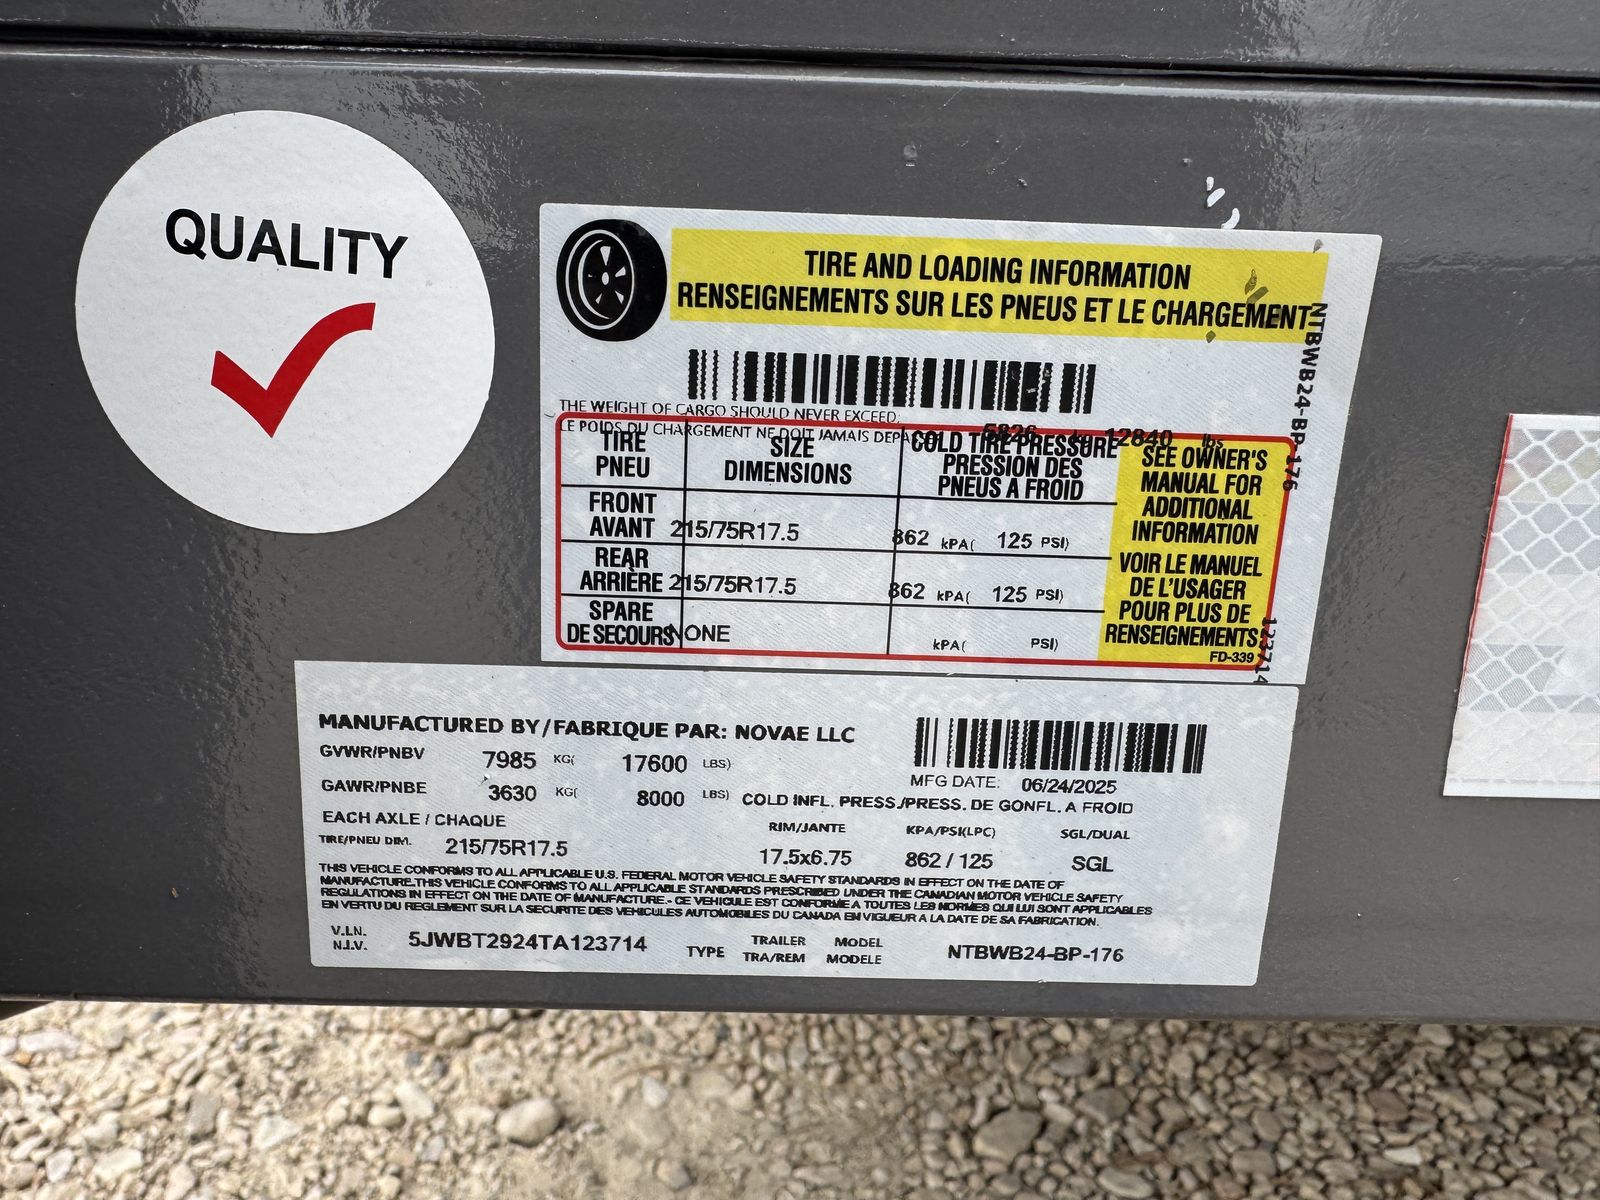 QUALITY
TIRE AND LOADING INFORMATION
RENSEIGNEMENTS SUR LES PNEUS ET LE CHARGEMENT
NTBWB24-BP-176
THE WEIGHT OF CARGO SHOULD NEVER EXCEED:
LE POIDS DU CHARGEMENT NE DOIT JAMAIS DEPASSER 5826 kg 12840 lbs
TIRE SIZE COLD TIRE PRESSURE
PNEU DIMENSIONS PRESSION DES
PNEUS A FROID
FRONT
AVANT 215/75R17.5 862 kPA( 125 PSI)
REAR
ARRIÈRE 215/75R17.5 862 kPA( 125 PSI)
SPARE
DE SECOURS NONE kPA( PSI)
SEE OWNER'S
MANUAL FOR
ADDITIONAL
INFORMATION
VOIR LE MANUEL
DE L'USAGER
POUR PLUS DE
RENSEIGNEMENTS
FD-339
123714
MANUFACTURED BY/FABRIQUE PAR: NOVAE LLC
GVWR/PNBV 7985 KG( 17600 LBS)
MFG DATE: 06/24/2025
GAWR/PNBE 3630 KG( 8000 LBS) COLD INFL. PRESS./PRESS. DE GONFL. A FROID
EACH AXLE / CHAQUE RIM/JANTE KPA/PSI(LPC) SGL/DUAL
TIRE/PNEU DIM. 215/75R17.5 17.5x6.75 862 / 125 SGL
THIS VEHICLE CONFORMS TO ALL APPLICABLE U.S. FEDERAL MOTOR VEHICLE SAFETY STANDARDS IN EFFECT ON THE DATE OF
MANUFACTURE.THIS VEHICLE CONFORMS TO ALL APPLICABLE STANDARDS PRESCRIBED UNDER THE CANADIAN MOTOR VEHICLE SAFETY
REGULATIONS IN EFFECT ON THE DATE OF MANUFACTURE.- CE VEHICULE EST CONFORME A TOUTES LES NORMES QUI LUI SONT APPLICABLES
EN VERTU DU REGLEMENT SUR LA SECURITE DES VEHICULES AUTOMOBILES DU CANADA EN VIGUEUR A LA DATE DE SA FABRICATION.
V.I.N. 5JWBT2924TA123714 TYPE TRAILER MODEL NTBWB24-BP-176
N.I.V. TRA/REM MODELE